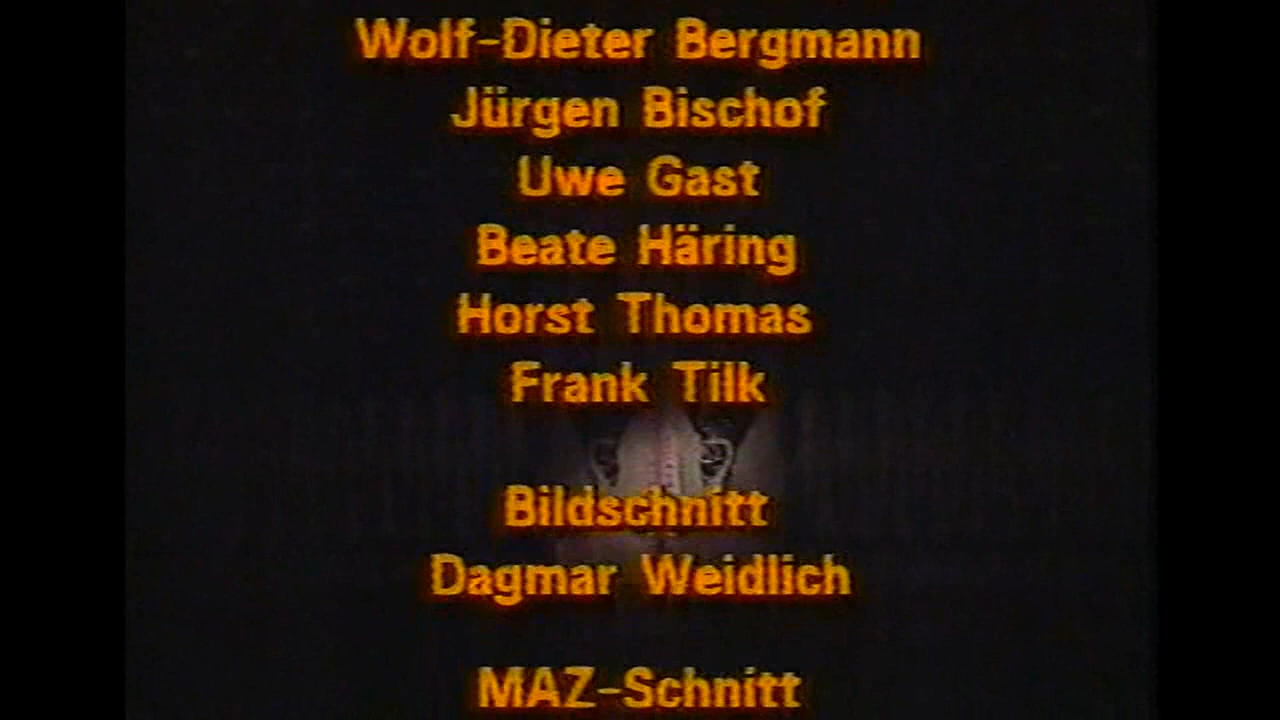 Wolf-Dieter Bergmann
Jürgen Bischof
Uwe Gast
Beate Häring
Horst Thomas
Frank Tilk
Bildschnitt
Dagmar Weidlich
MAZ-Schnitt